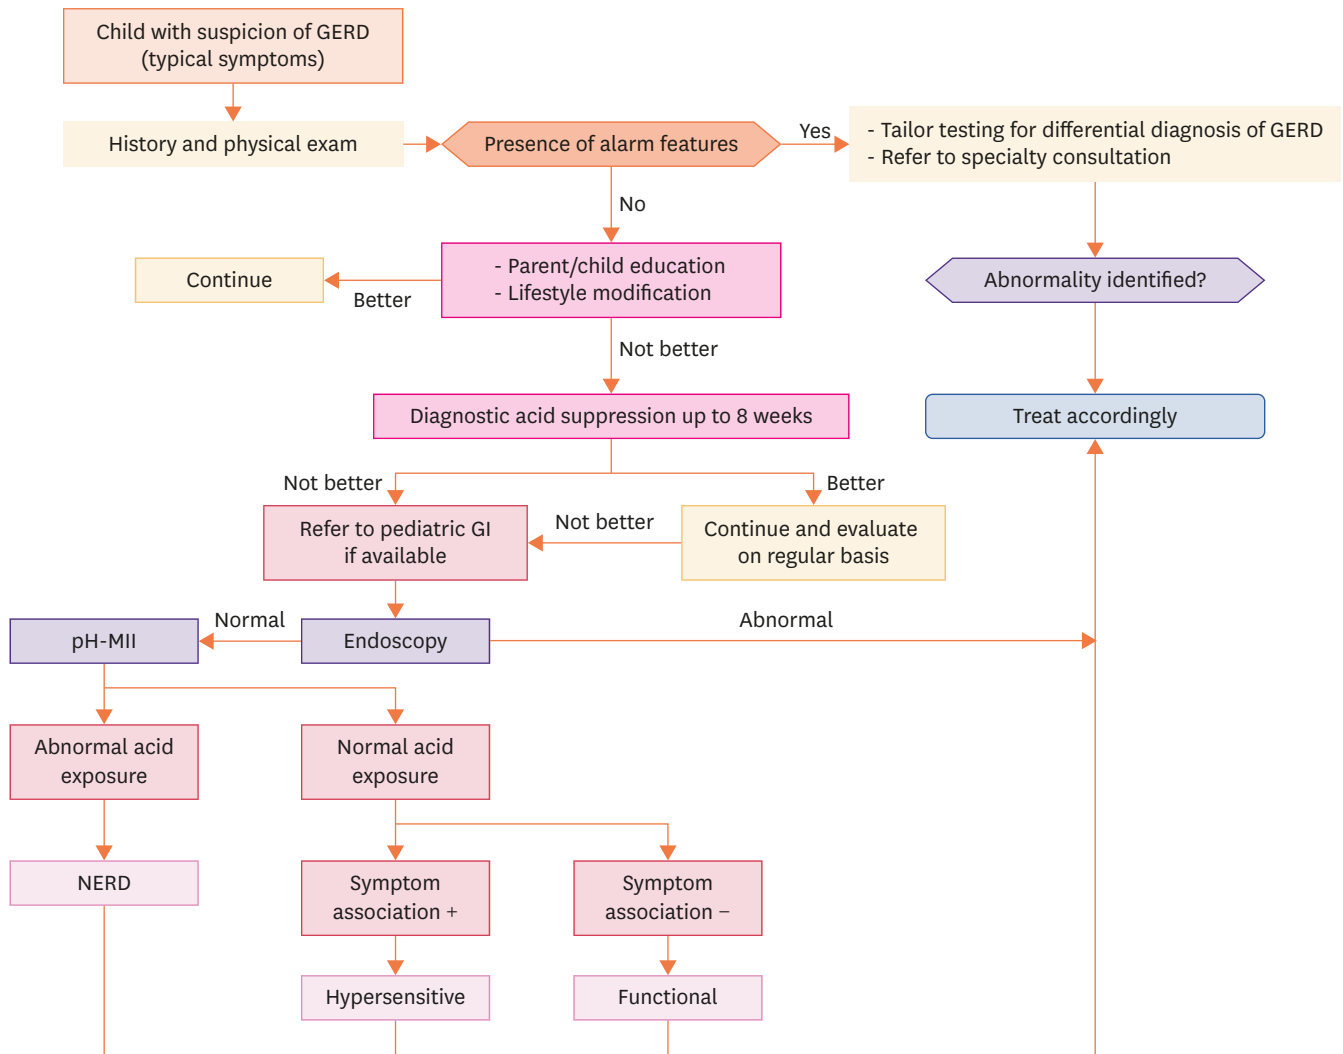 Child with suspicion of GERD
(typical symptoms)
History and physical exam
Presence of alarm features
Yes
- Tailor testing for differential diagnosis of GERD
- Refer to specialty consultation
No
- Parent/child education
- Lifestyle modification
Better
Continue
Abnormality identified?
Not better
Diagnostic acid suppression up to 8 weeks
Treat accordingly
Not better
Better
Refer to pediatric GI
if available
Not better
Continue and evaluate
on regular basis
pH-MII
Normal
Endoscopy
Abnormal
Abnormal acid
exposure
Normal acid
exposure
NERD
Symptom
association +
Symptom
association −
Hypersensitive
Functional